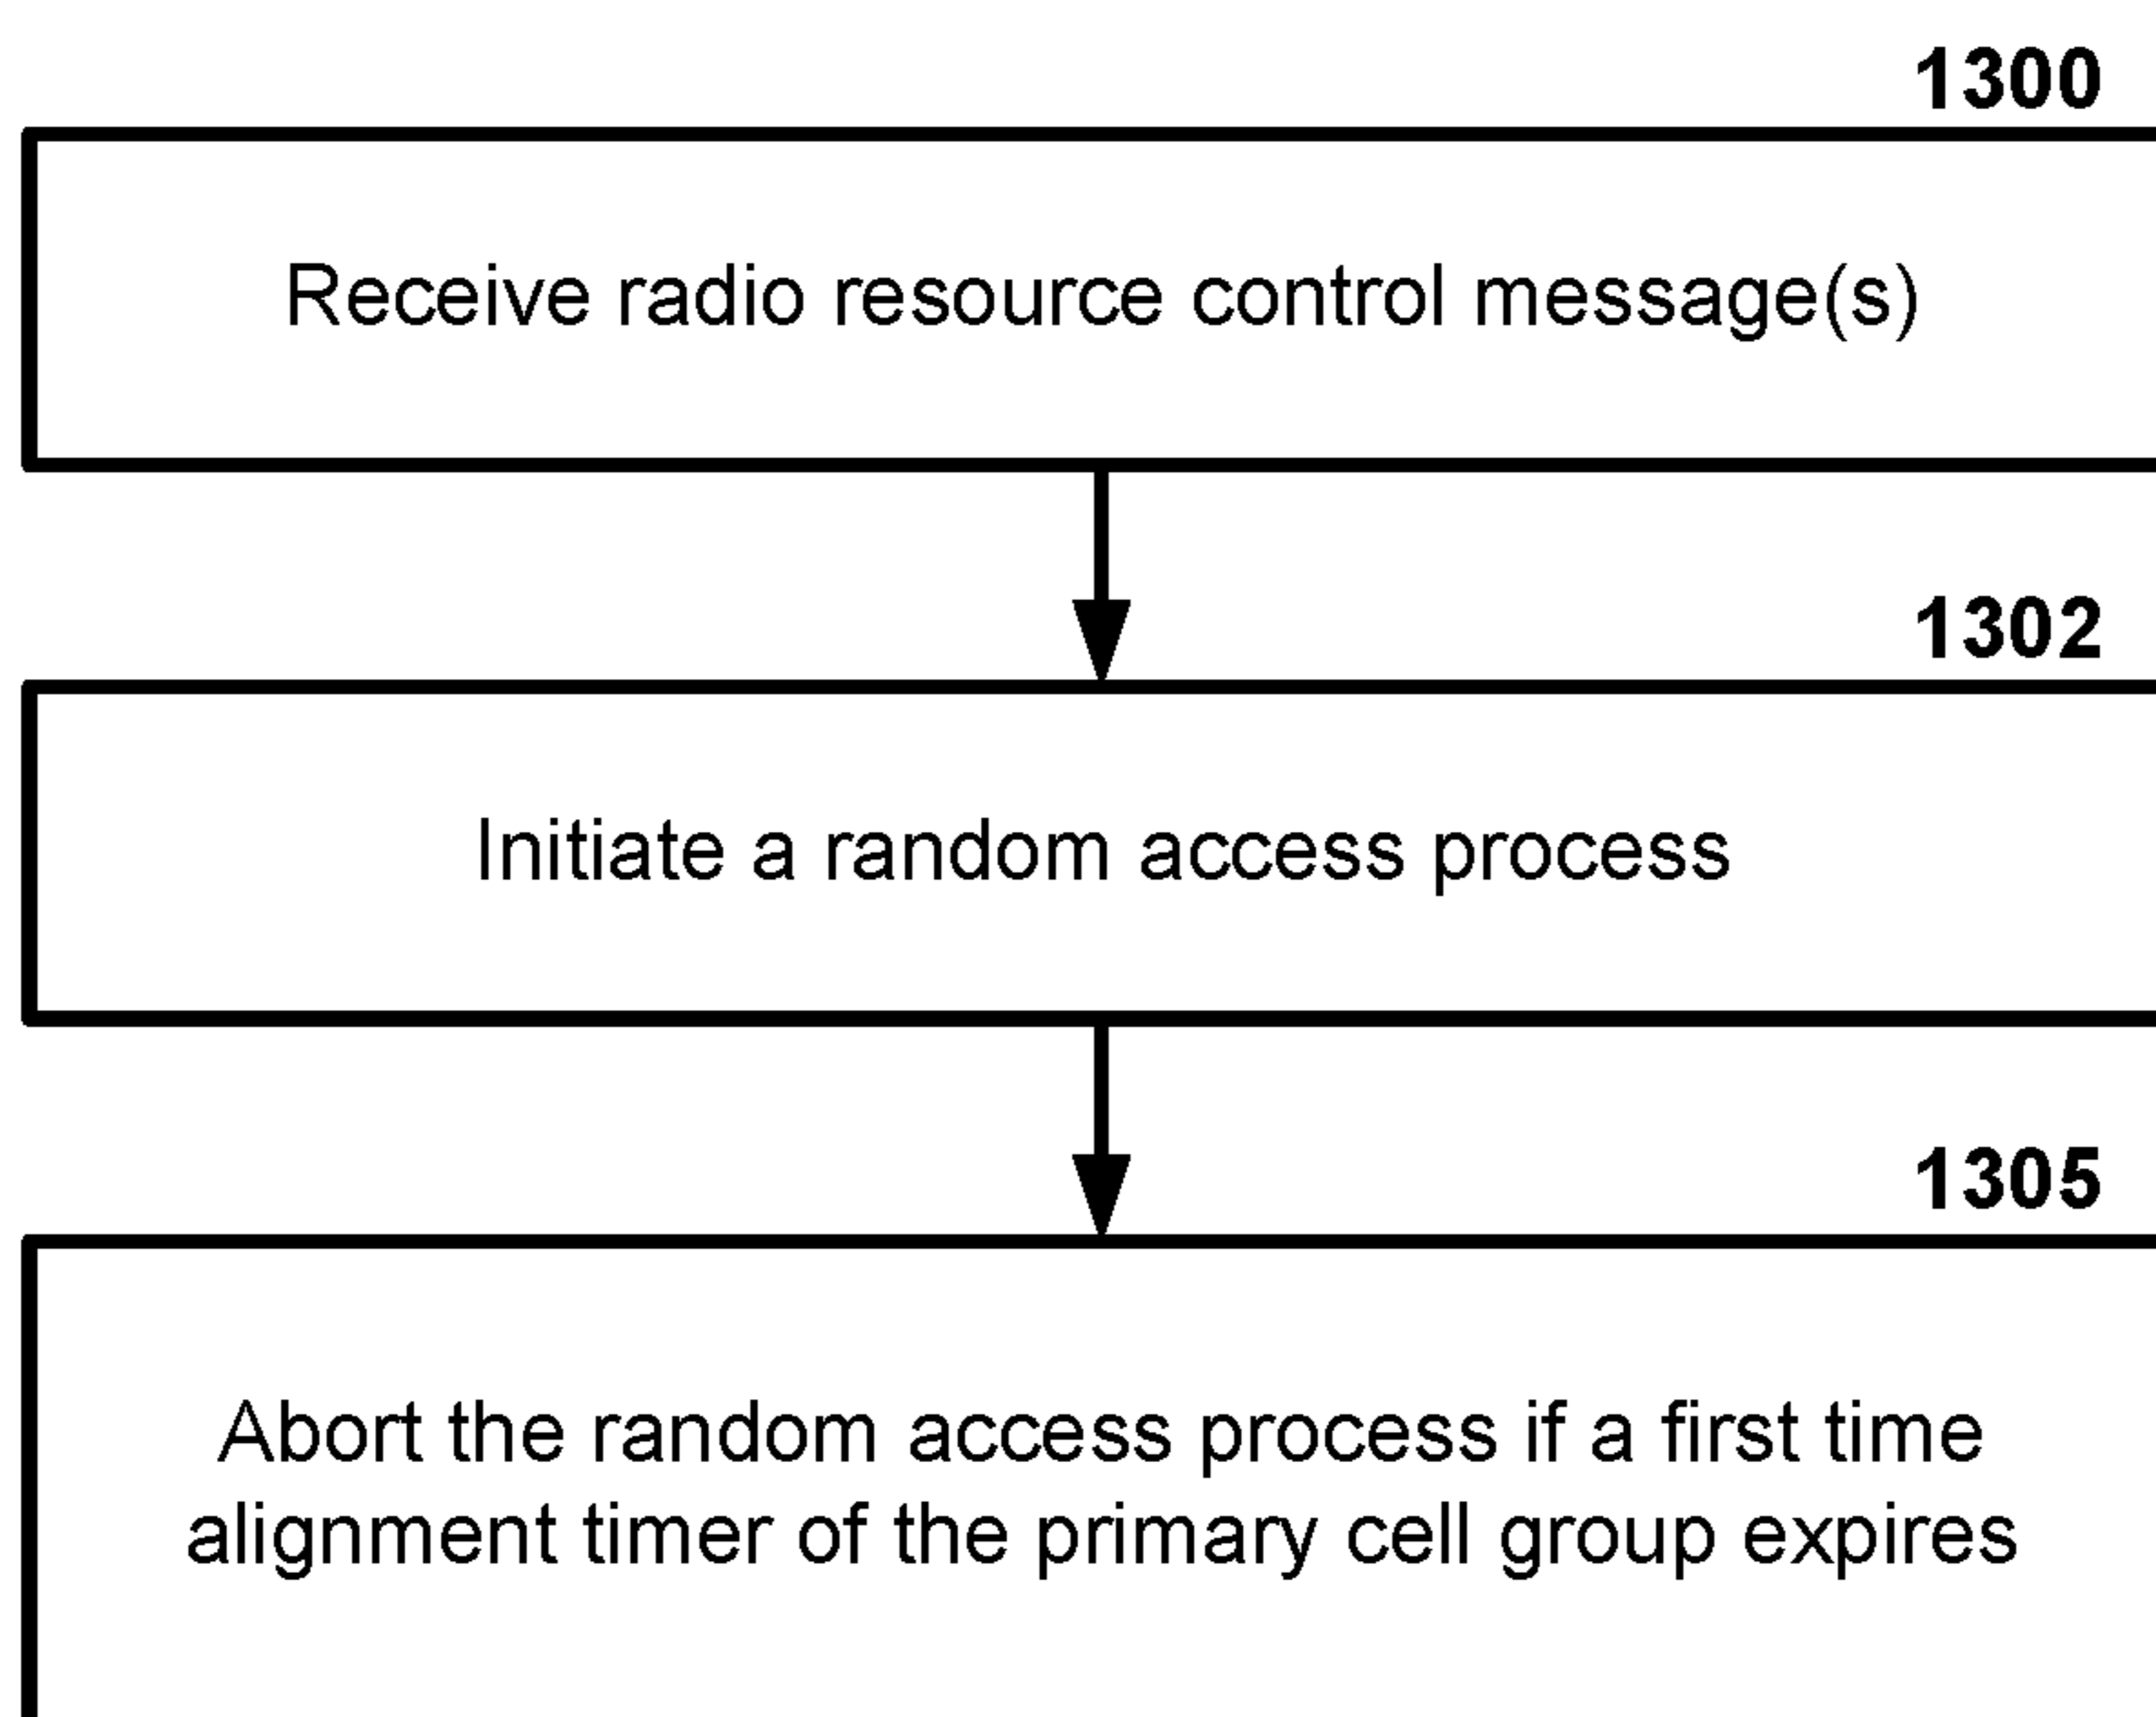 1300
Receive radio resource control message(s)
1302
Initiate a random access process
1305
Abort the random access process if a first time
alignment timer of the primary cell group expires